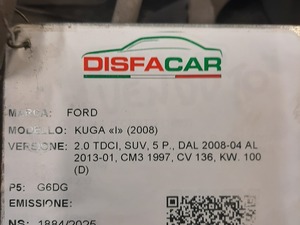 DISFACAR
MARCA: FORD
MODELLO: KUGA «I» (2008)
VERSIONE: 2.0 TDCI, SUV, 5 P., DAL 2008-04 AL
2013-01, CM3 1997, CV 136, KW. 100
(D)
P5: G6DG
EMISSIONE:
NS: 1884/2025